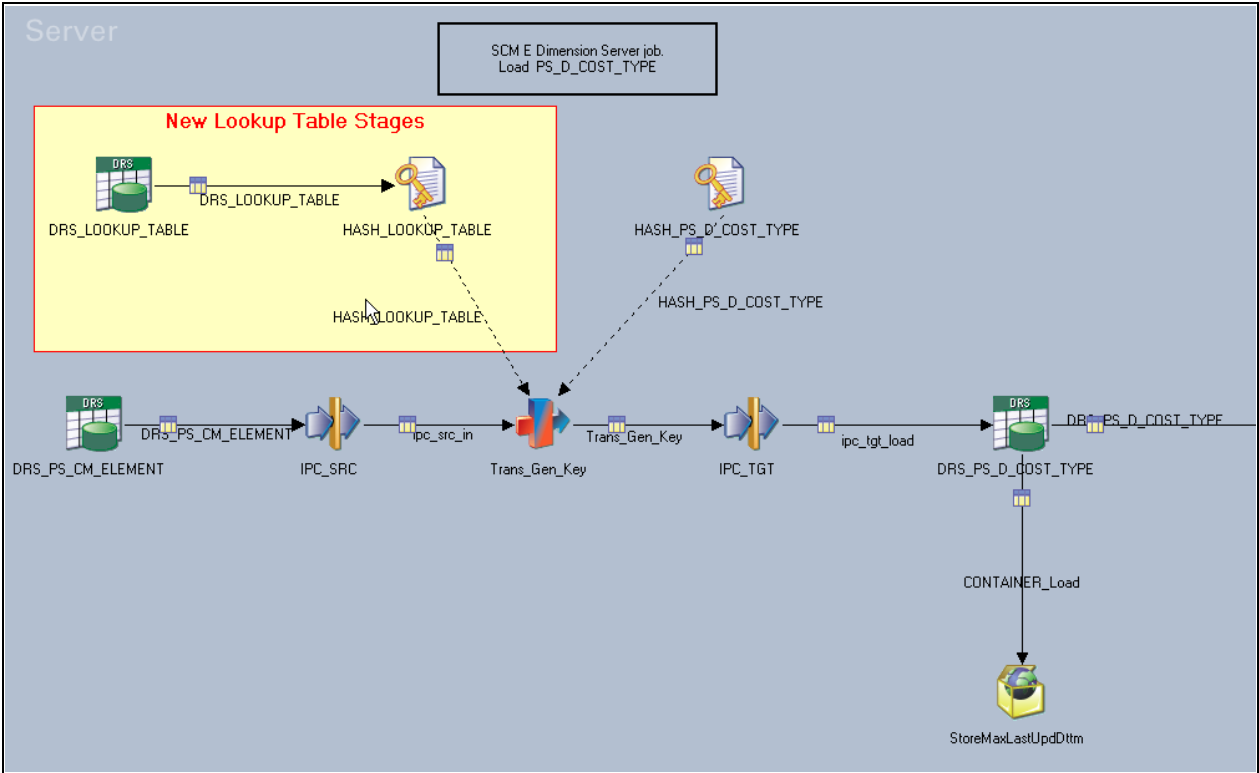 Server
SCM E Dimension Server job.
Load PS_D_COST_TYPE
New Lookup Table Stages
DRS
DRS_LOOKUP_TABLE
DRS_LOOKUP_TABLE
HASH_LOOKUP_TABLE
HASH_PS_D_COST_TYPE
HASH_LOOKUP_TABLE
HASH_PS_D_COST_TYPE
DRS
DRS_PS_CM_ELEMENT
ipc_src_in
Trans_Gen_Key
ipc_tgt_load
DRS
DRS_PS_D_COST_TYPE
DRS_PS_CM_ELEMENT
IPC_SRC
Trans_Gen_Key
IPC_TGT
DRS_PS_D_COST_TYPE
CONTAINER_Load
StoreMaxLastUpdDttm